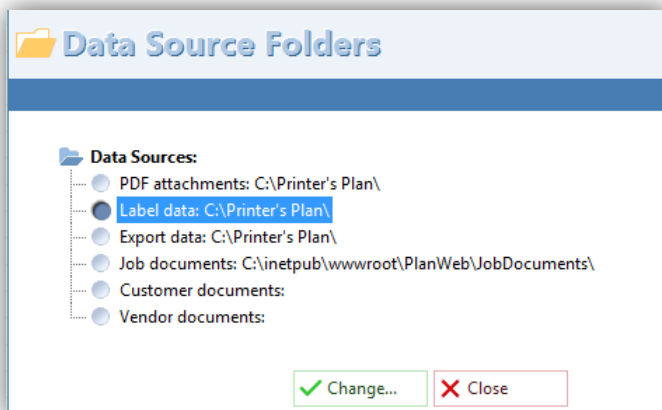 Data Source Folders
Data Sources:
PDF attachments: C:\Printer's Plan\
Label data: C:\Printer's Plan\
Export data: C:\Printer's Plan\
Job documents: C:\inetpub\wwwroot\PlanWeb\JobDocuments\
Customer documents:
Vendor documents:
Change... Close